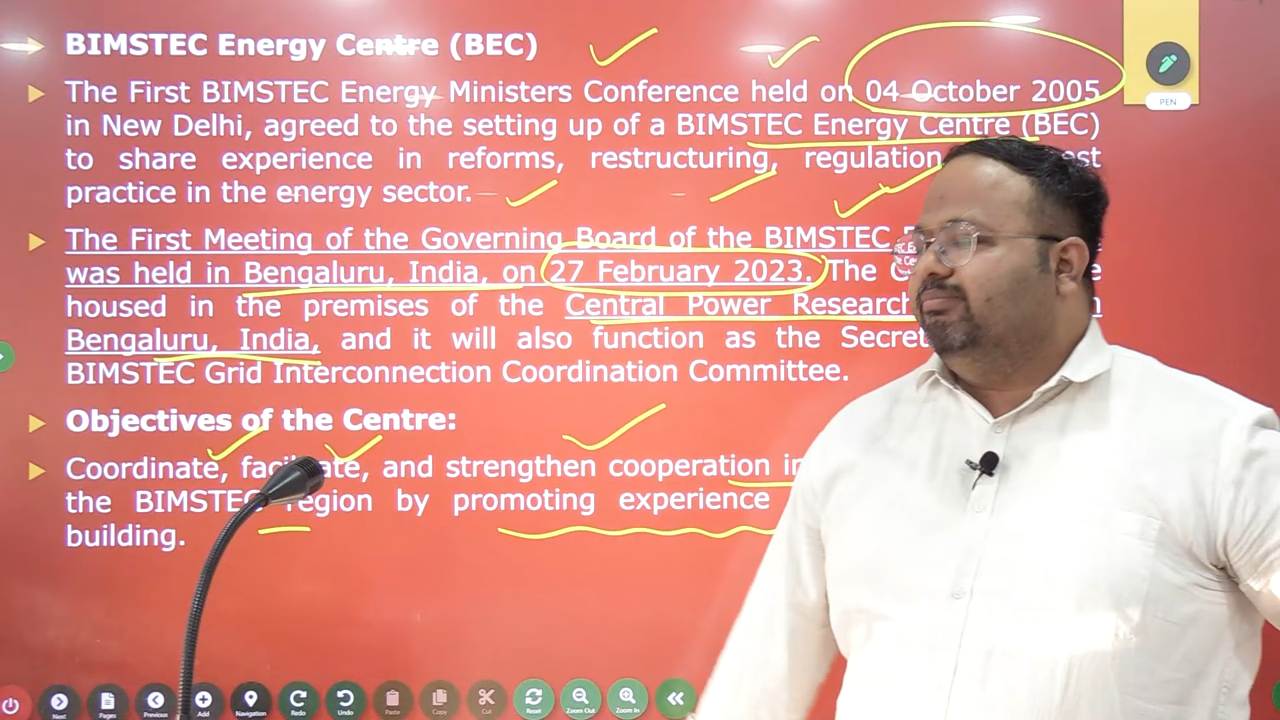 BIMSTEC Energy Centre (BEC)
The First BIMSTEC Energy Ministers Conference held on 04 October 2005
in New Delhi, agreed to the setting up of a BIMSTEC Energy Centre (BEC)
to share experience in reforms, restructuring, regulation
practice in the energy sector.
The First Meeting of the Governing Board of the BIMSTEC
was held in Bengaluru, India, on 27 February 2023. The
housed in the premises of the Central Power Research
Bengaluru, India, and it will also function as the
BIMSTEC Grid Interconnection Coordination Committee.
Objectives of the Centre:
Coordinate, facilitate, and strengthen cooperation in
the BIMSTEC region by promoting experience
building.
PEN
Next
Pages
Previous
Add
Navigation
Redo
Undo
Paste
Copy
Cut
Reset
Zoom Out
Zoom In